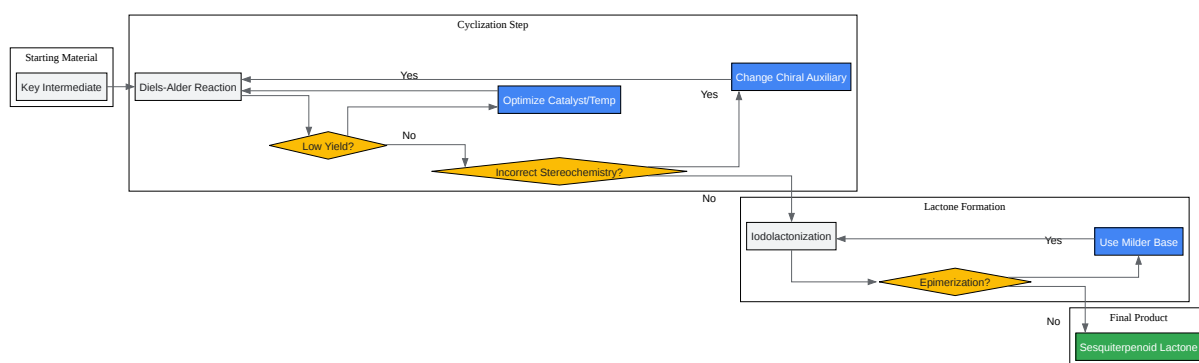 Cyclization Step
Starting Material
Key Intermediate
Diels-Alder Reaction
Yes
Change Chiral Auxiliary
Optimize Catalyst/Temp
Yes
Low Yield?
No
Incorrect Stereochemistry?
No
Lactone Formation
Iodolactonization
Yes
Use Milder Base
Epimerization?
No
Final Product
Sesquiterpenoid Lactone